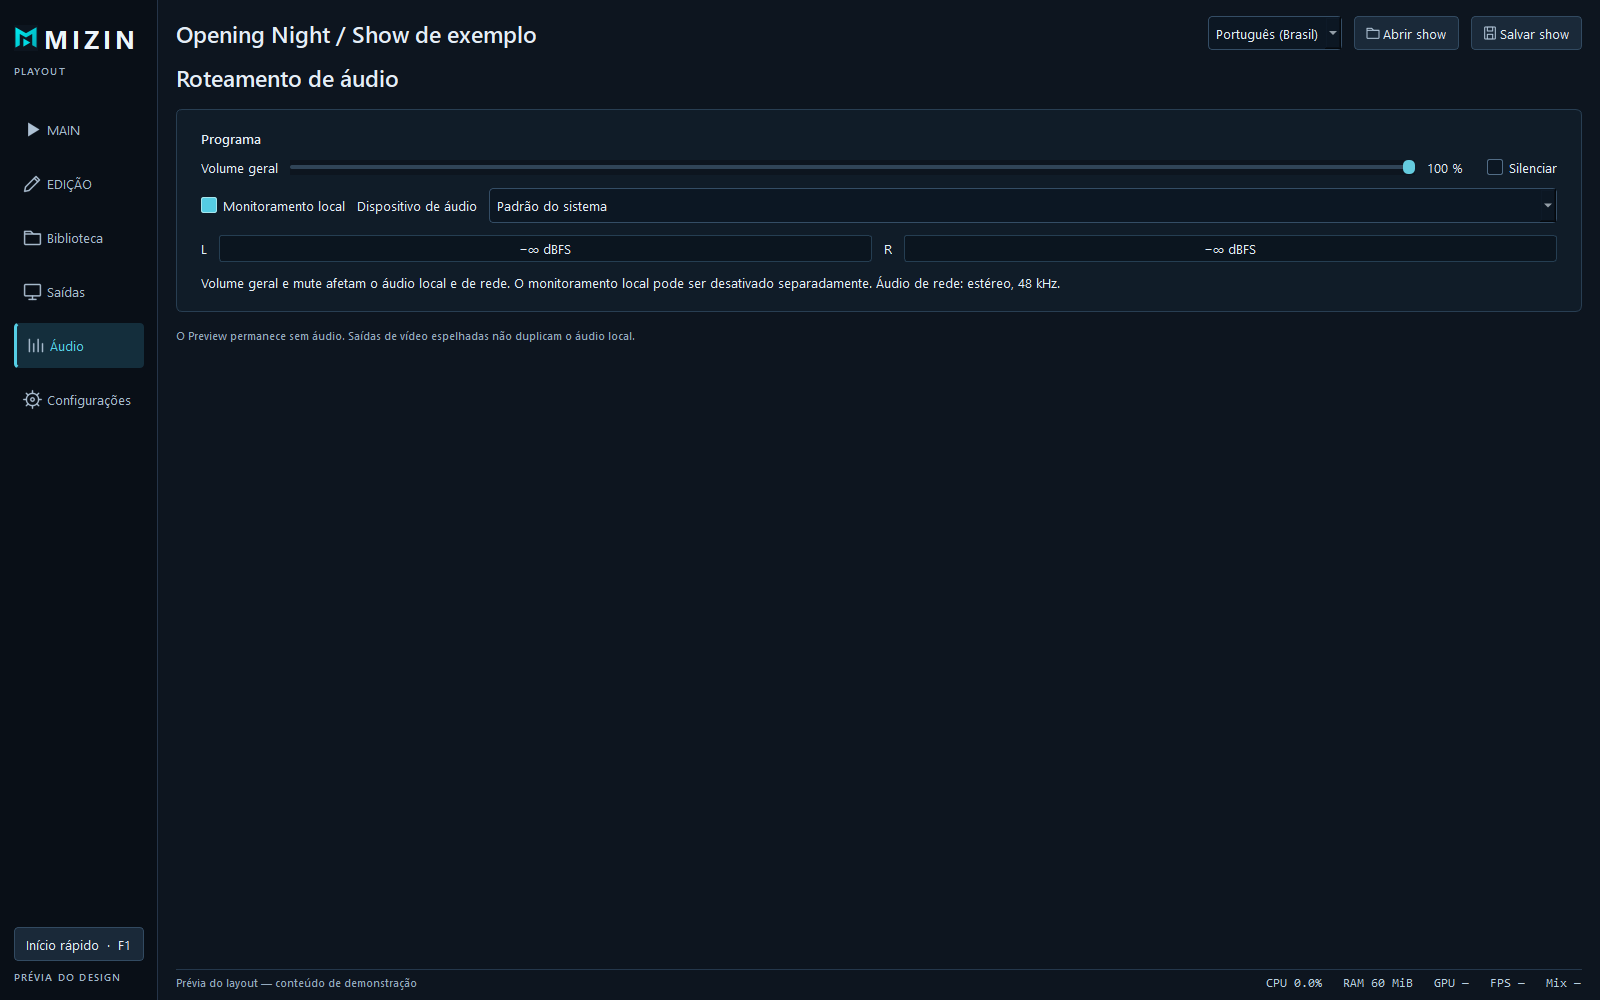 MIZIN
PLAYOUT
MAIN
EDIÇÃO
Biblioteca
Saídas
Áudio
Configurações
Início rápido · F1
PRÉVIA DO DESIGN
Opening Night / Show de exemplo
Português (Brasil)
Abrir show
Salvar show
Roteamento de áudio
Programa
Volume geral
100 %
Silenciar
Monitoramento local
Dispositivo de áudio
Padrão do sistema
L
−∞ dBFS
R
−∞ dBFS
Volume geral e mute afetam o áudio local e de rede. O monitoramento local pode ser desativado separadamente. Áudio de rede: estéreo, 48 kHz.
O Preview permanece sem áudio. Saídas de vídeo espelhadas não duplicam o áudio local.
Prévia do layout — conteúdo de demonstração
CPU 0.0%
RAM 60 MiB
GPU —
FPS —
Mix —